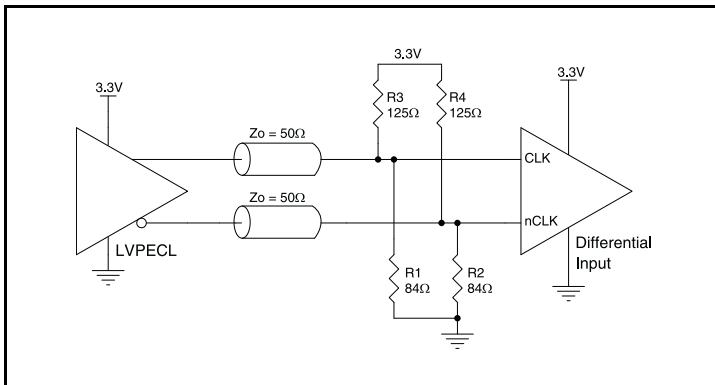 3.3V
3.3V
3.3V
R3
125Ω
R4
125Ω
Zo = 50Ω
CLK
Zo = 50Ω
nCLK
LVPECL
Differential
Input
R1
84Ω
R2
84Ω